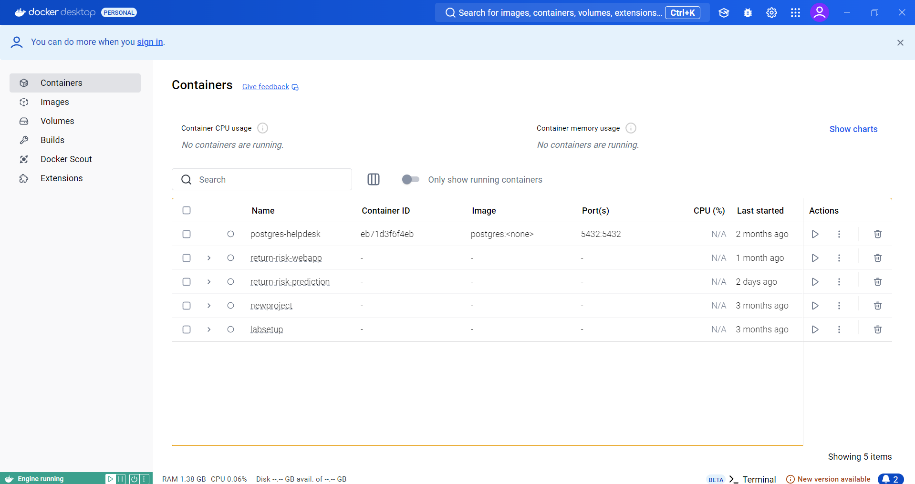 docker desktop PERSONAL Search for images, containers, volumes, extensions... Ctrl+K
You can do more when you sign in.
Containers
Images
Volumes
Builds
Docker Scout
Extensions
Containers Give feedback
Container CPU usage
No containers are running.
Container memory usage
No containers are running.
Show charts
Search Only show running containers
Name Container ID Image Port(s) CPU (%) Last started Actions
postgres-helpdesk eb71d3f6f4eb postgres:<none> 5432:5432 N/A 2 months ago
return-risk-webapp - - - N/A 1 month ago
return-risk-prediction - - - N/A 2 days ago
newproject - - - N/A 3 months ago
labsetup - - - N/A 3 months ago
Showing 5 items
Engine running RAM 1.38 GB CPU 0.06% Disk --.-- GB avail. of --.-- GB BETA >_ Terminal New version available 2